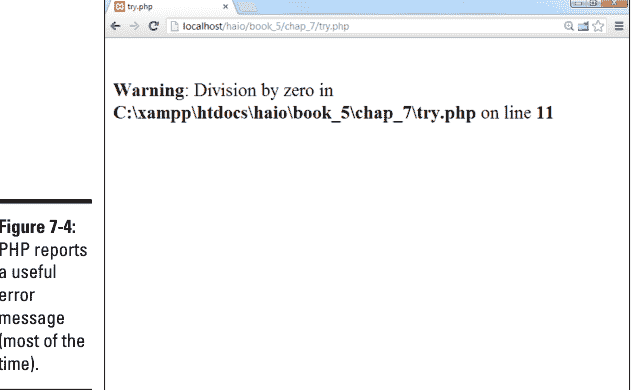 try.php
localhost/haio/book_5/chap_7/try.php
Warning: Division by zero in
C:\xampp\htdocs\haio\book_5\chap_7\try.php on line 11
Figure 7-4:
PHP reports
a useful
error
message
(most of the
time).